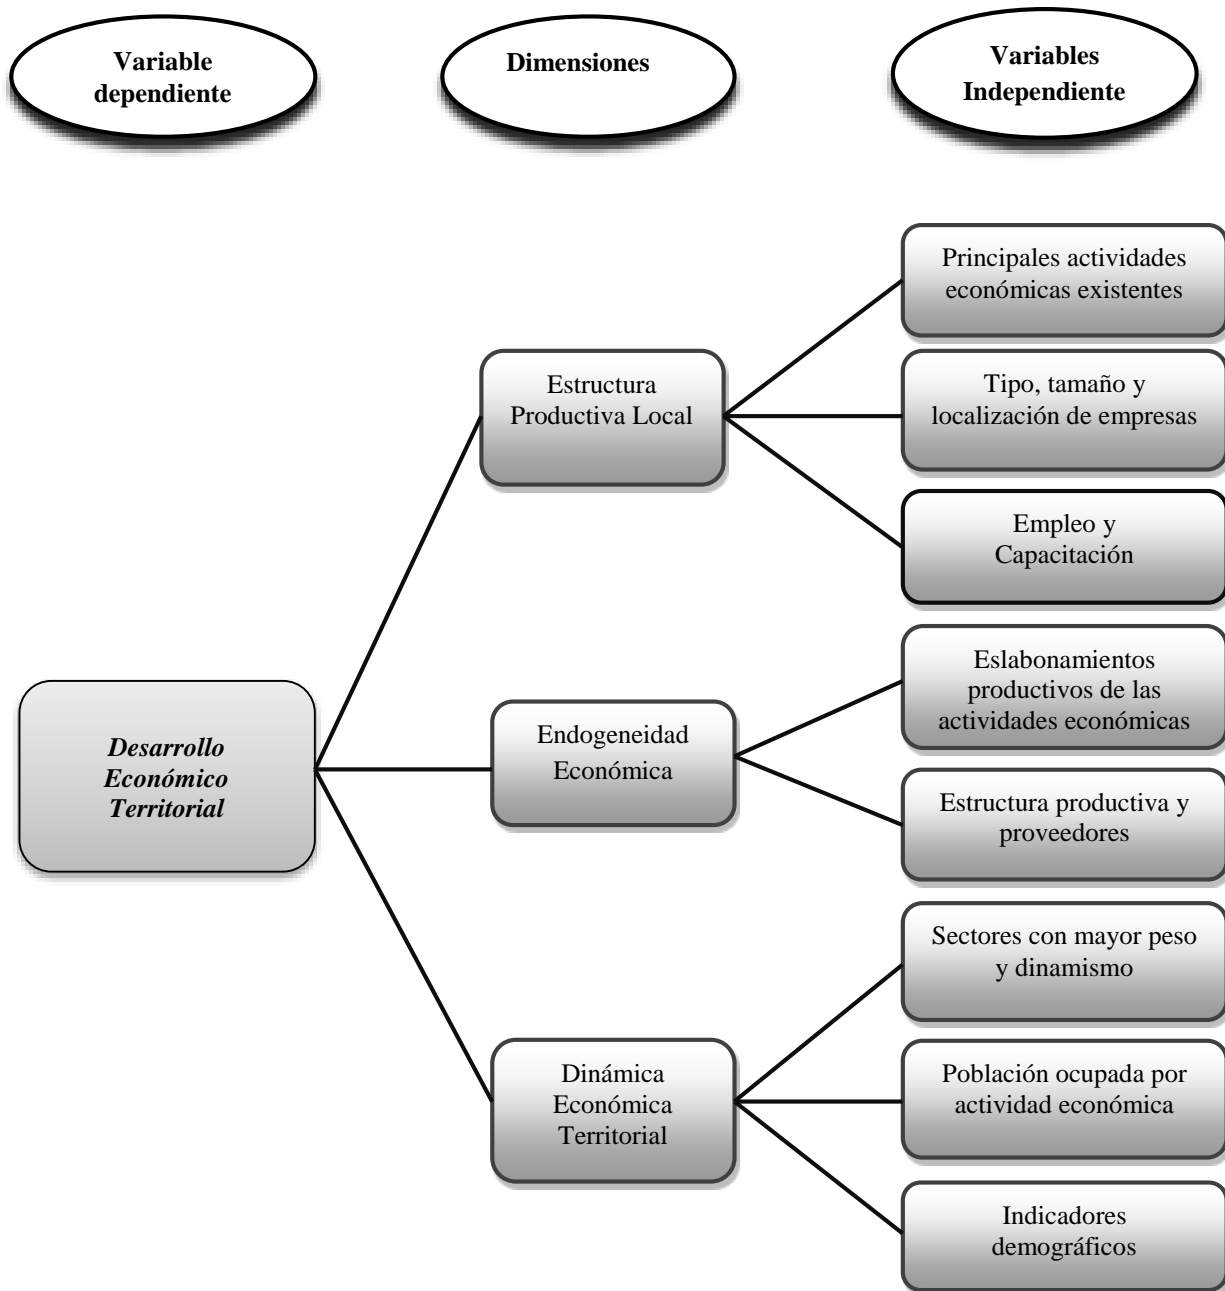 Variable
dependiente
Dimensiones
Variables
Independiente
Principales actividades
económicas existentes
Estructura
Productiva Local
Tipo, tamaño y
localización de empresas
Empleo y
Capacitación
Eslabonamientos
productivos de las
actividades económicas
Desarrollo
Económico
Territorial
Endogeneidad
Económica
Estructura productiva y
proveedores
Sectores con mayor peso
y dinamismo
Dinámica
Económica
Territorial
Población ocupada por
actividad económica
Indicadores
demográficos